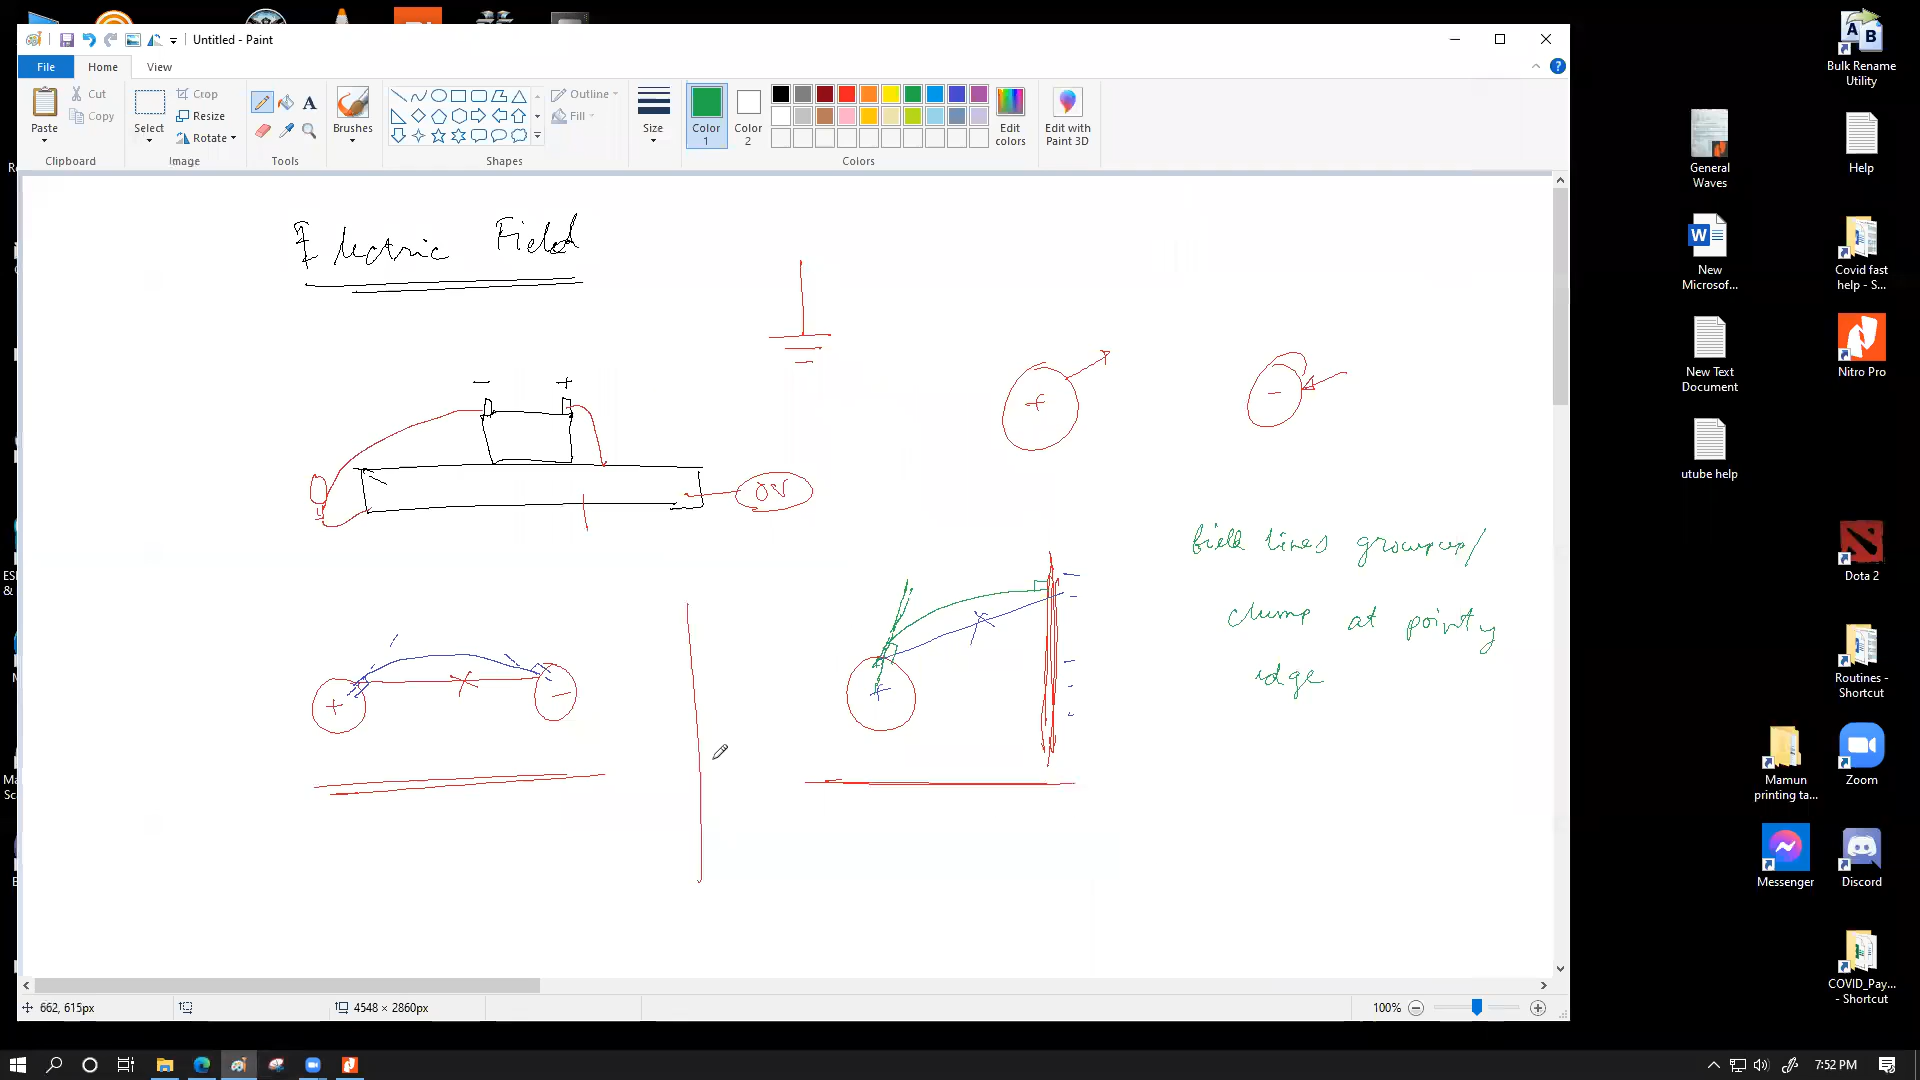 Untitled - Paint
File
Home
View
Paste
Cut
Copy
Clipboard
Select
Crop
Resize
Rotate
Image
A
Tools
Brushes
Outline
Fill
Shapes
Size
Color
1
Color
2
Edit
colors
Colors
Edit with
Paint 3D
Electric Field
- +
+ -
0V
field lines groupup/
clump at pointy
edge
+ -
+
662, 615px
4548 × 2860px
100%
Bulk Rename
Utility
General
Waves
Help
New
Microsof...
Covid fast
help - S...
New Text
Document
Nitro Pro
utube help
Dota 2
Routines -
Shortcut
Mamun
printing ta...
Zoom
Messenger
Discord
COVID_Pay...
- Shortcut
7:52 PM